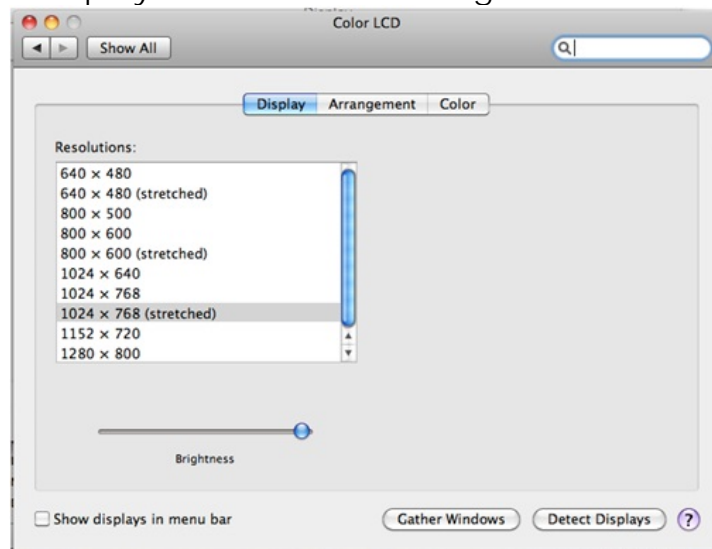 Color LCD
Show All
Display Arrangement Color
Resolutions:
640 × 480
640 × 480 (stretched)
800 × 500
800 × 600
800 × 600 (stretched)
1024 × 640
1024 × 768
1024 × 768 (stretched)
1152 × 720
1280 × 800
Brightness
Show displays in menu bar Gather Windows Detect Displays ?